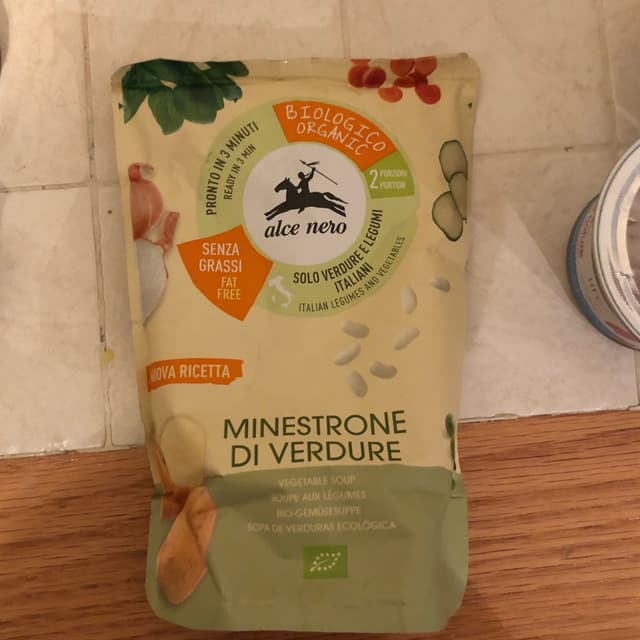 BIOLOGICO
ORGANIC
PRONTO IN 3 MINUTI
READY IN 3 MIN
2 PORZIONI
PORTION
alce nero
SENZA
GRASSI
FAT
FREE
SOLO VERDURE E LEGUMI
ITALIANI
ITALIAN LEGUMES AND VEGETABLES
NUOVA RICETTA
MINESTRONE
DI VERDURE
VEGETABLE SOUP
SOUPE AUX LÉGUMES
BIO-GEMÜSESUPPE
SOPA DE VERDURAS ECOLÓGICA